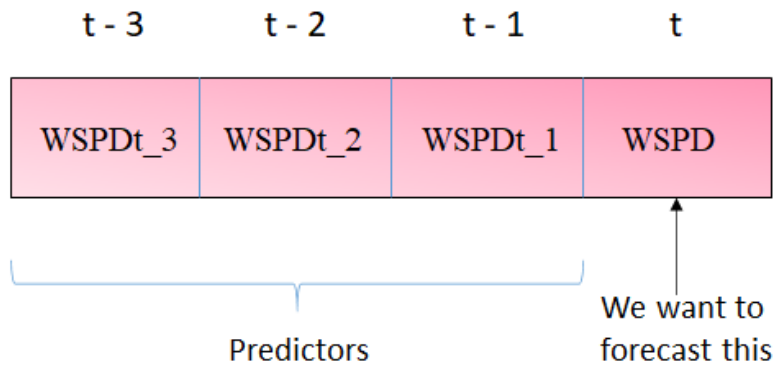 t - 3 t - 2 t - 1 t
WSPDt_3 WSPDt_2 WSPDt_1 WSPD
Predictors
We want to
forecast this